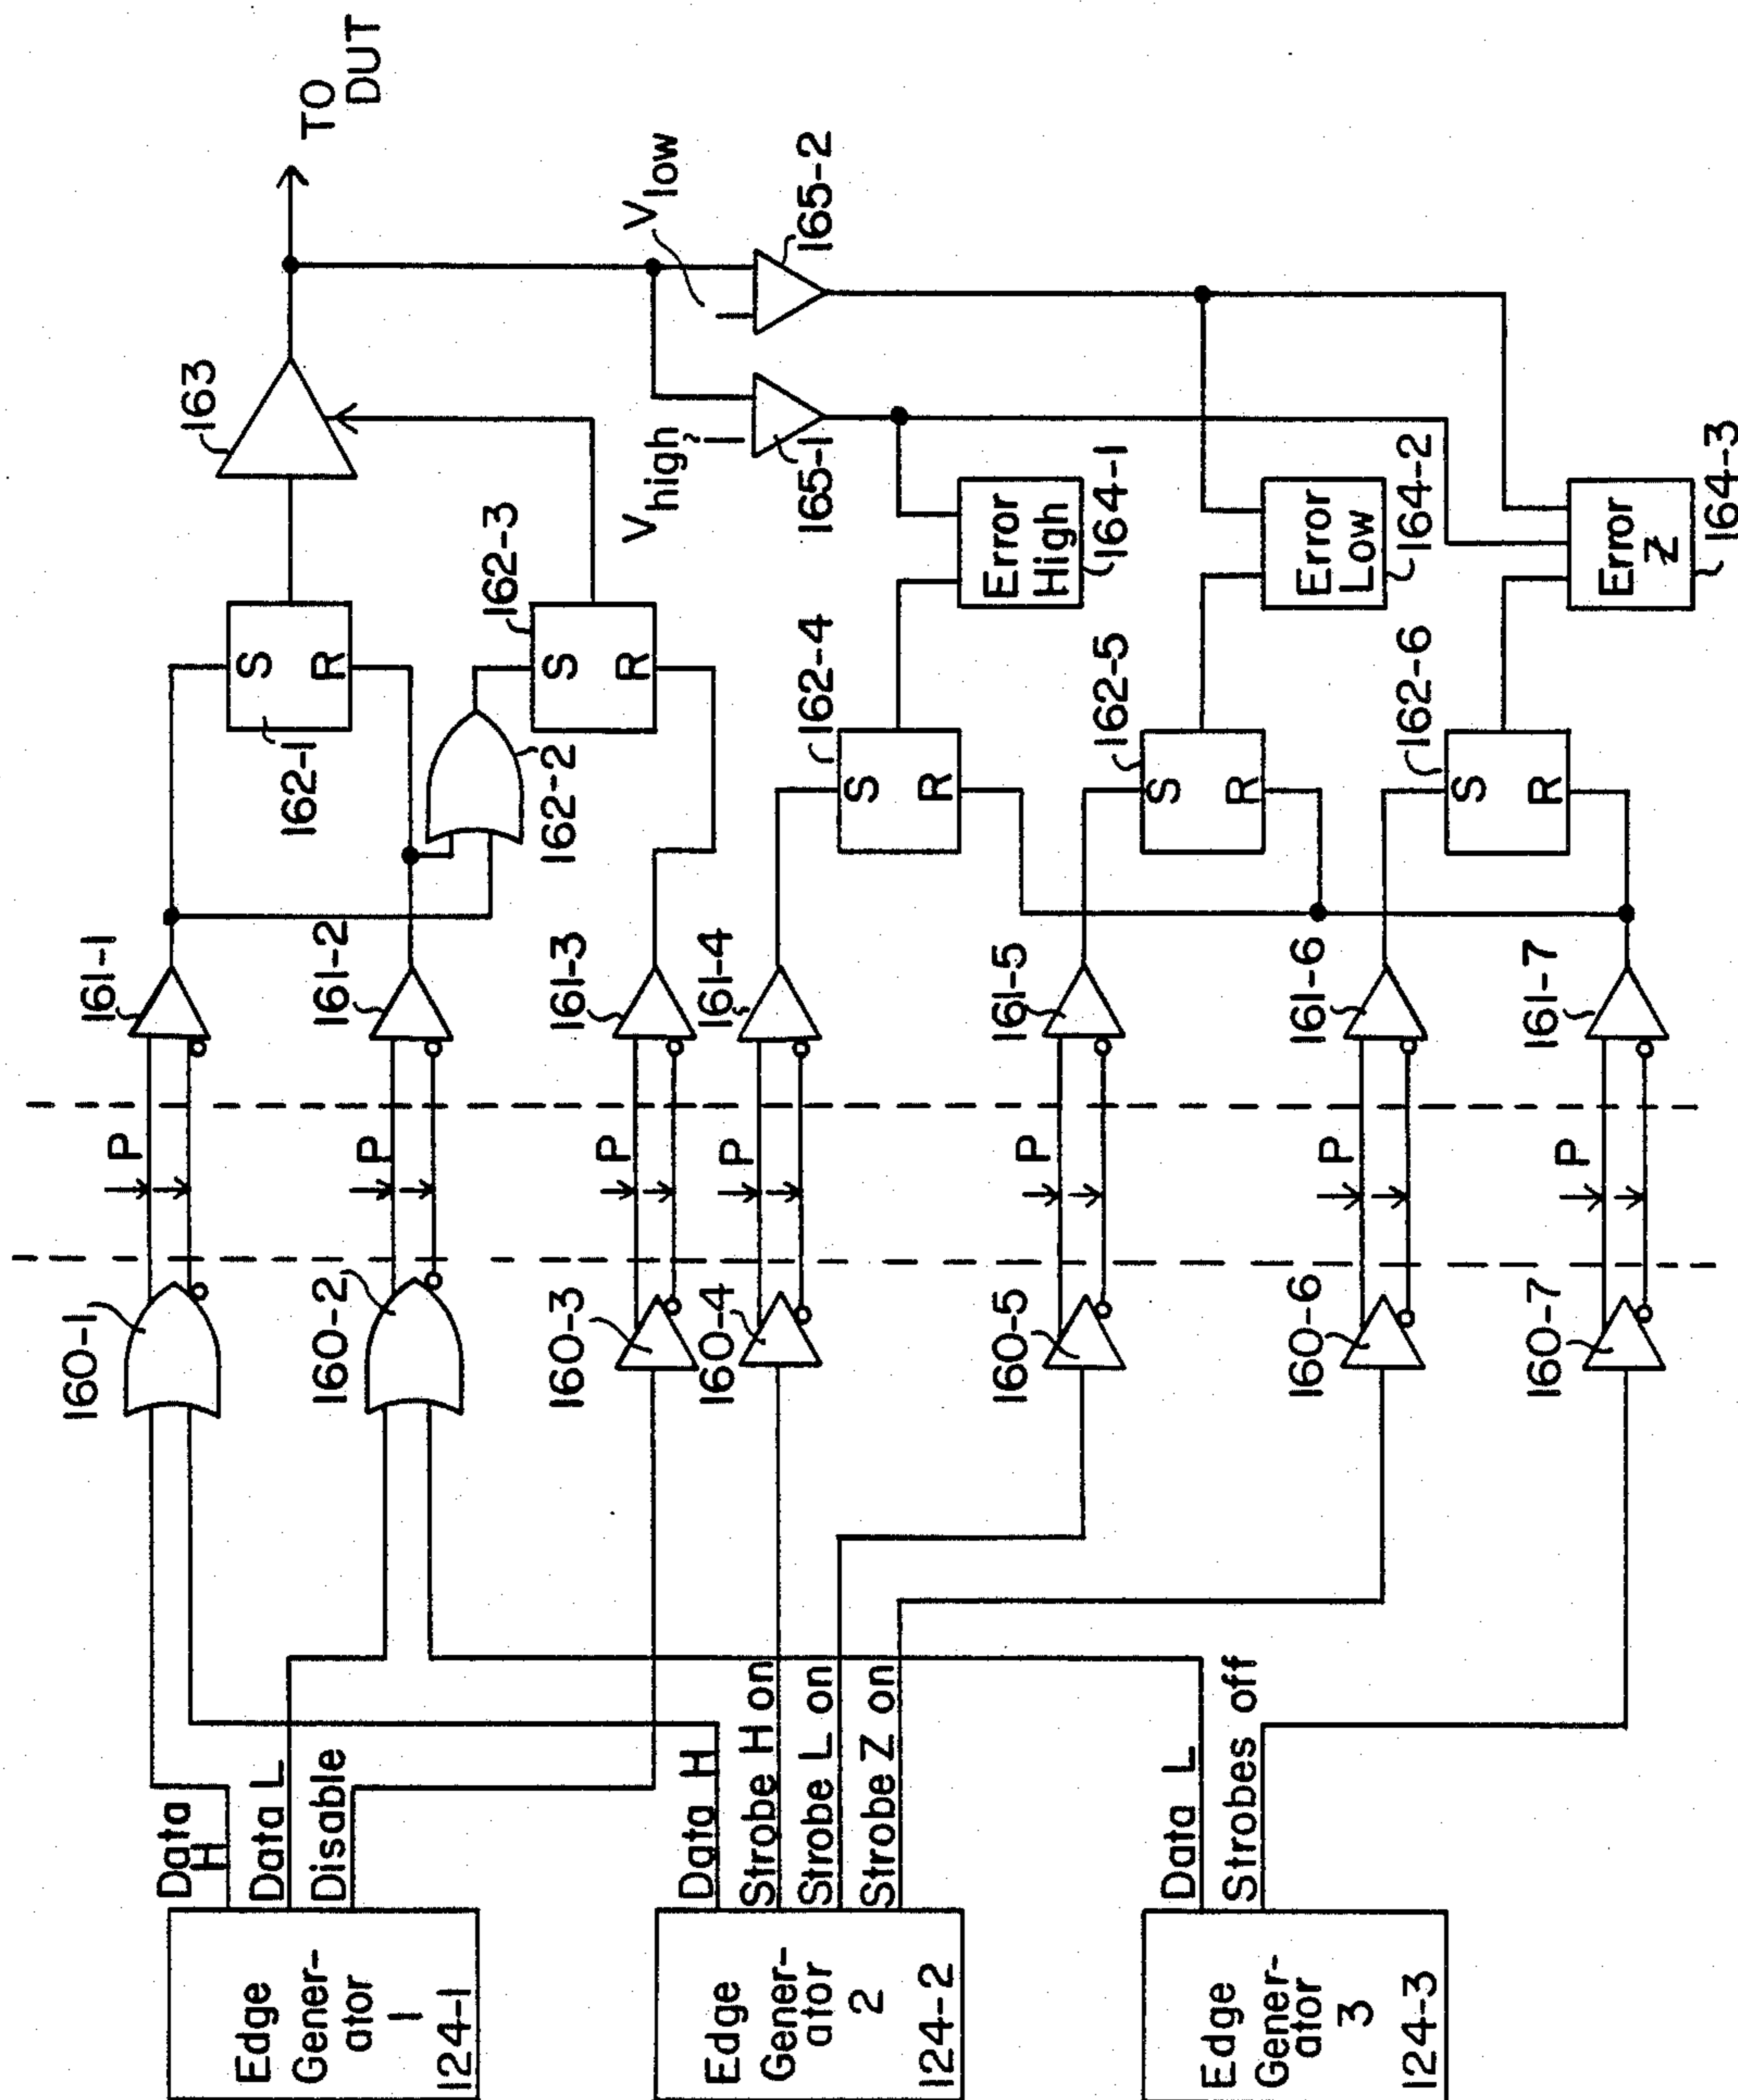 Edge
Gener-
ator
1
124-1
Data
H
Data L
Disable
Edge
Gener-
ator
2
124-2
Data H
Strobe H on
Strobe L on
Strobe Z on
Edge
Gener-
ator
3
124-3
Data L
Strobes off
160-1
160-2
160-3
160-4
160-5
160-6
160-7
P
P
P
P
P
P
P
161-1
161-2
161-3
161-4
161-5
161-6
161-7
S
R
162-1
162-2
S
R
162-3
S
R
162-4
S
R
162-5
S
R
162-6
163
TO
DUT
V high
165-1
V low
165-2
Error
High
164-1
Error
Low
164-2
Error
Z
164-3